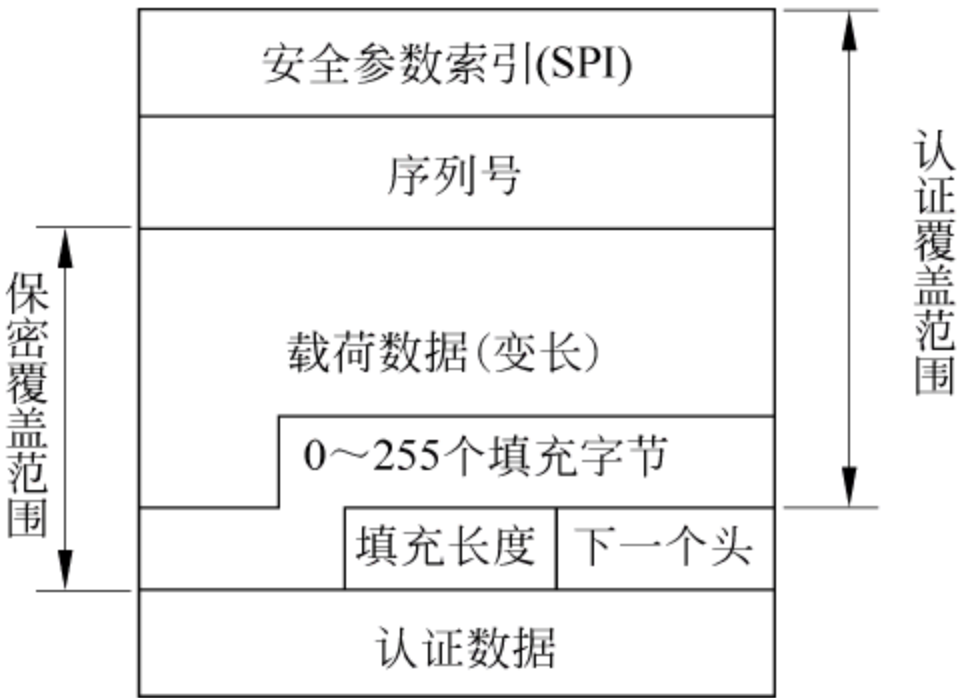 安全参数索引(SPI)
序列号
载荷数据(变长)
0～255个填充字节
填充长度
下一个头
认证数据
保密覆盖范围
认证覆盖范围